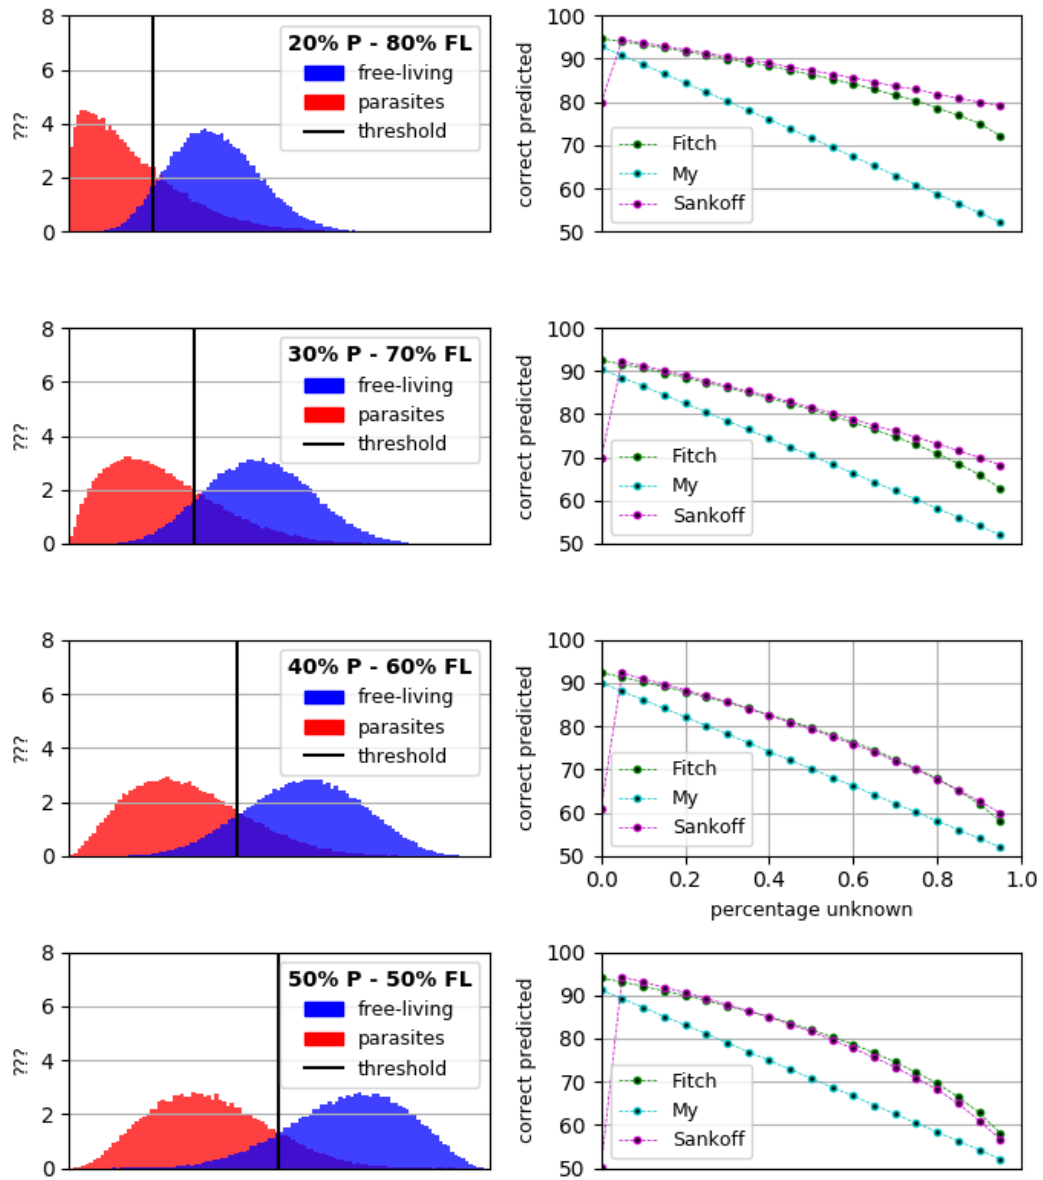 8
6
4
2
0
???
20% P - 80% FL
free-living
parasites
threshold
100
90
80
70
60
50
correct predicted
Fitch
My
Sankoff
8
6
4
2
0
???
30% P - 70% FL
free-living
parasites
threshold
100
90
80
70
60
50
correct predicted
Fitch
My
Sankoff
8
6
4
2
0
???
40% P - 60% FL
free-living
parasites
threshold
100
90
80
70
60
50
correct predicted
Fitch
My
Sankoff
0.0 0.2 0.4 0.6 0.8 1.0
percentage unknown
8
6
4
2
0
???
50% P - 50% FL
free-living
parasites
threshold
100
90
80
70
60
50
correct predicted
Fitch
My
Sankoff